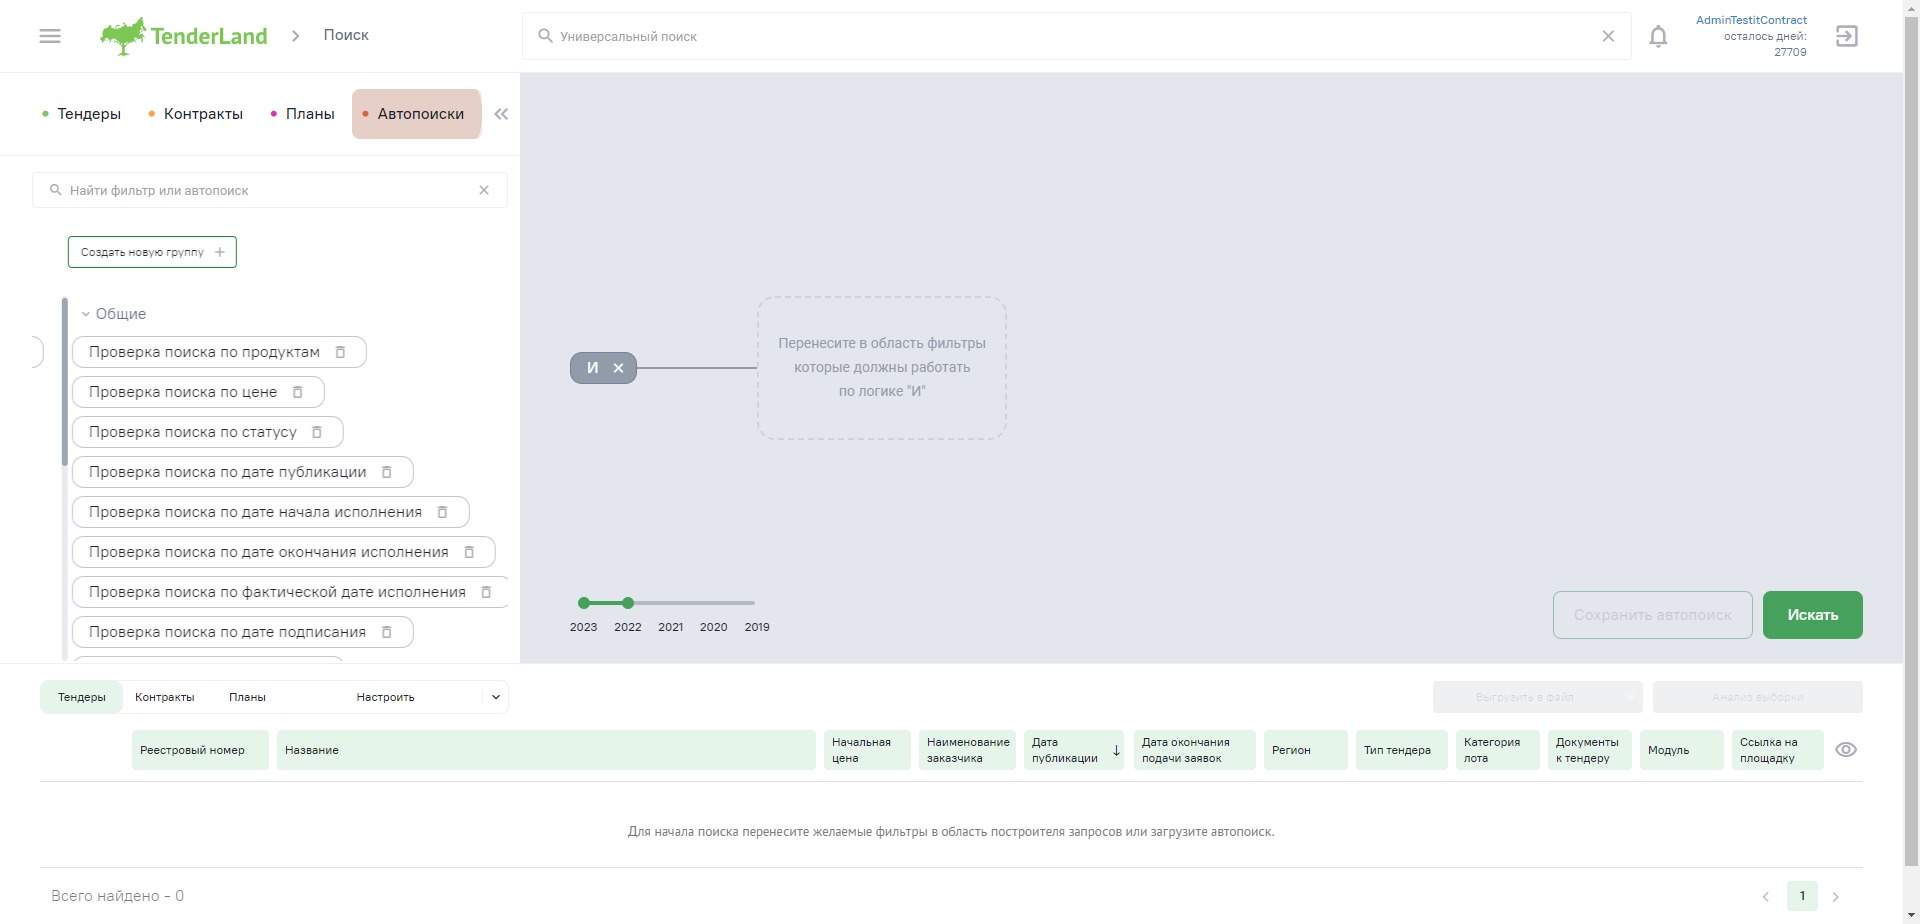 TenderLand
Поиск
Универсальный поиск
AdminTestitContract
осталось дней:
27709
Тендеры
Контракты
Планы
Автопоиски
Найти фильтр или автопоиск
Создать новую группу
Общие
Проверка поиска по продуктам
Проверка поиска по цене
Проверка поиска по статусу
Проверка поиска по дате публикации
Проверка поиска по дате начала исполнения
Проверка поиска по дате окончания исполнения
Проверка поиска по фактической дате исполнения
Проверка поиска по дате подписания
И
Перенесите в область фильтры
которые должны работать
по логике "И"
2023 2022 2021 2020 2019
Сохранить автопоиск
Искать
Тендеры
Контракты
Планы
Настроить
Выгрузить в файл
Анализ выборки
Реестровый номер
Название
Начальная
цена
Наименование
заказчика
Дата
публикации
Дата окончания
подачи заявок
Регион
Тип тендера
Категория
лота
Документы
к тендеру
Модуль
Ссылка на
площадку
Для начала поиска перенесите желаемые фильтры в область построителя запросов или загрузите автопоиск.
Всего найдено - 0
1